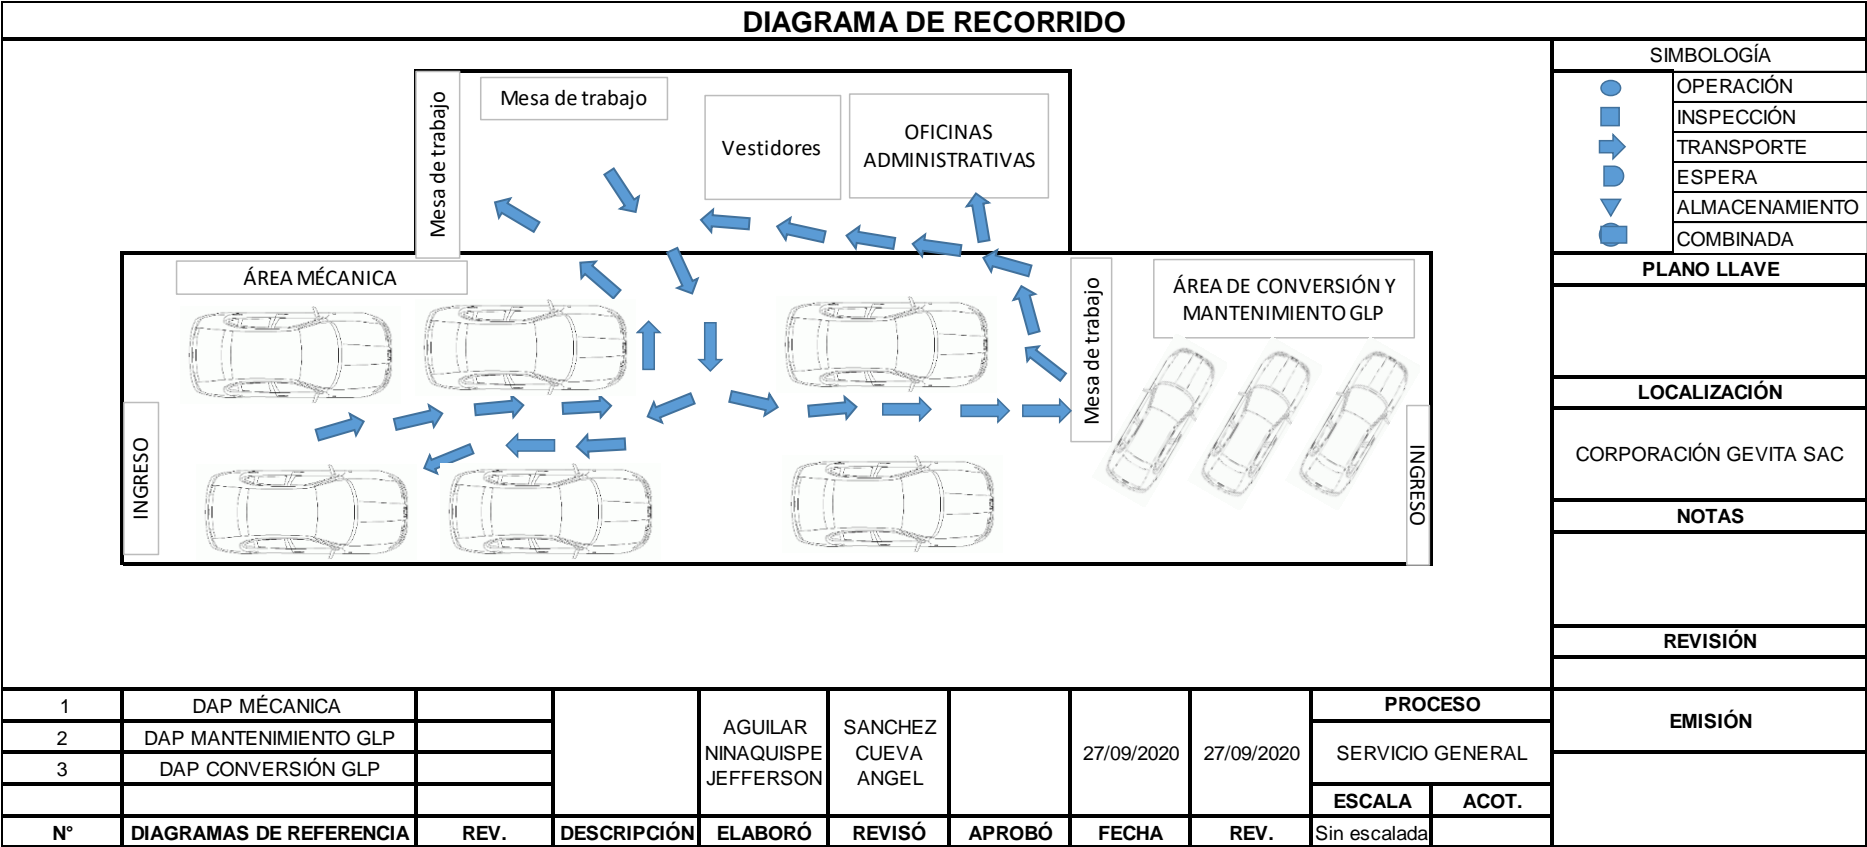 DIAGRAMA DE RECORRIDO
SIMBOLOGÍA
OPERACIÓN
INSPECCIÓN
TRANSPORTE
ESPERA
ALMACENAMIENTO
COMBINADA
Mesa de trabajo
Mesa de trabajo
Vestidores
OFICINAS
ADMINISTRATIVAS
ÁREA MÉCANICA
Mesa de trabajo
ÁREA DE CONVERSIÓN Y
MANTENIMIENTO GLP
INGRESO
INGRESO
PLANO LLAVE
LOCALIZACIÓN
CORPORACIÓN GEVITA SAC
NOTAS
REVISIÓN
EMISIÓN
1 DAP MÉCANICA
2 DAP MANTENIMIENTO GLP
3 DAP CONVERSIÓN GLP
AGUILAR
NINAQUISPE
JEFFERSON
SANCHEZ
CUEVA
ANGEL
27/09/2020 27/09/2020
PROCESO
SERVICIO GENERAL
ESCALA ACOT.
N° DIAGRAMAS DE REFERENCIA REV. DESCRIPCIÓN ELABORÓ REVISÓ APROBÓ FECHA REV. Sin escalada